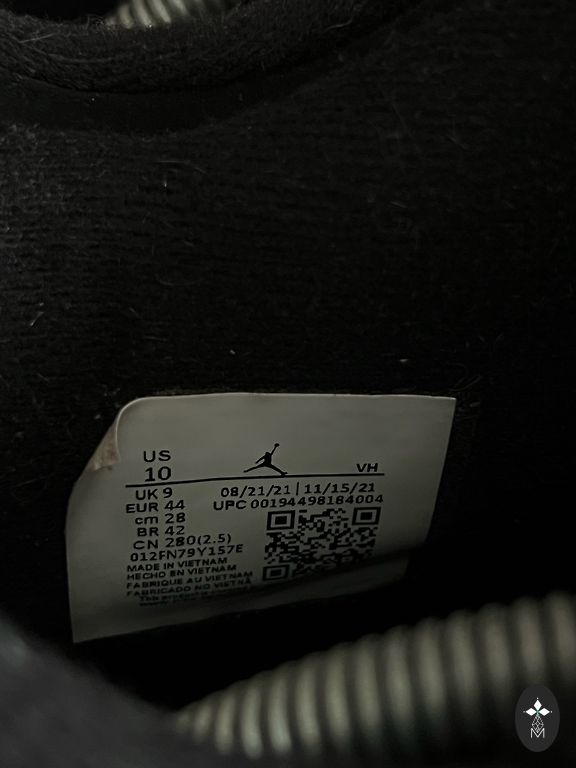 US
10
VH
UK 9
08/21/21 | 11/15/21
EUR 44
UPC 00194498184004
cm 28
BR 42
CN 280(2.5)
012FN79Y157E
MADE IN VIETNAM
HECHO EN VIETNAM
FABRIQUE AU VIETNAM
FABRICADO NO VIETNÃ